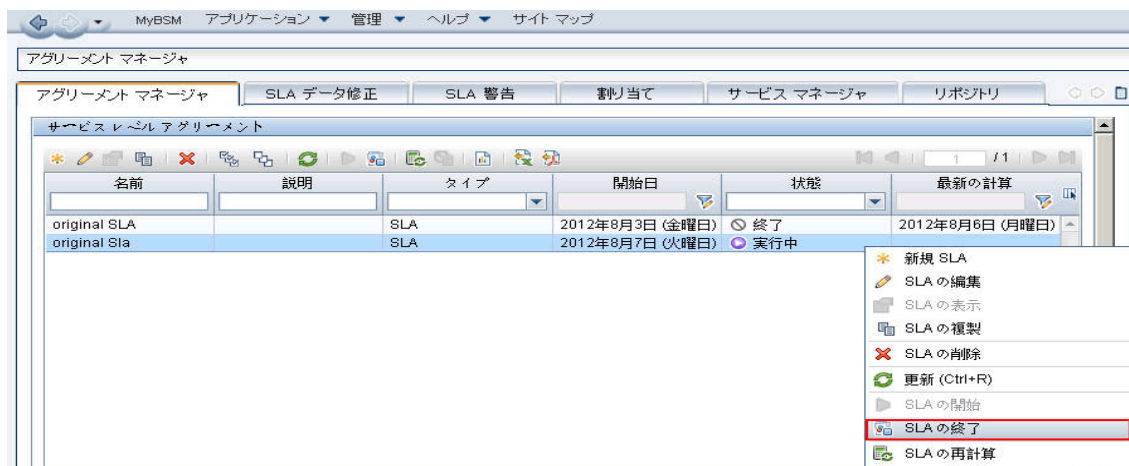 MyBSM アプリケーション 管理 ヘルプ サイト マップ
アグリーメント マネージャ
アグリーメント マネージャ SLA データ修正 SLA 警告 割り当て サービス マネージャ リポジトリ
サービス レベル アグリーメント
1 /1
名前 説明 タイプ 開始日 状態 最新の計算
original SLA SLA 2012年8月3日 (金曜日) 終了 2012年8月6日 (月曜日)
original Sla SLA 2012年8月7日 (火曜日) 実行中
新規 SLA
SLA の編集
SLA の表示
SLA の複製
SLA の削除
更新 (Ctrl+R)
SLA の開始
SLA の終了
SLA の再計算